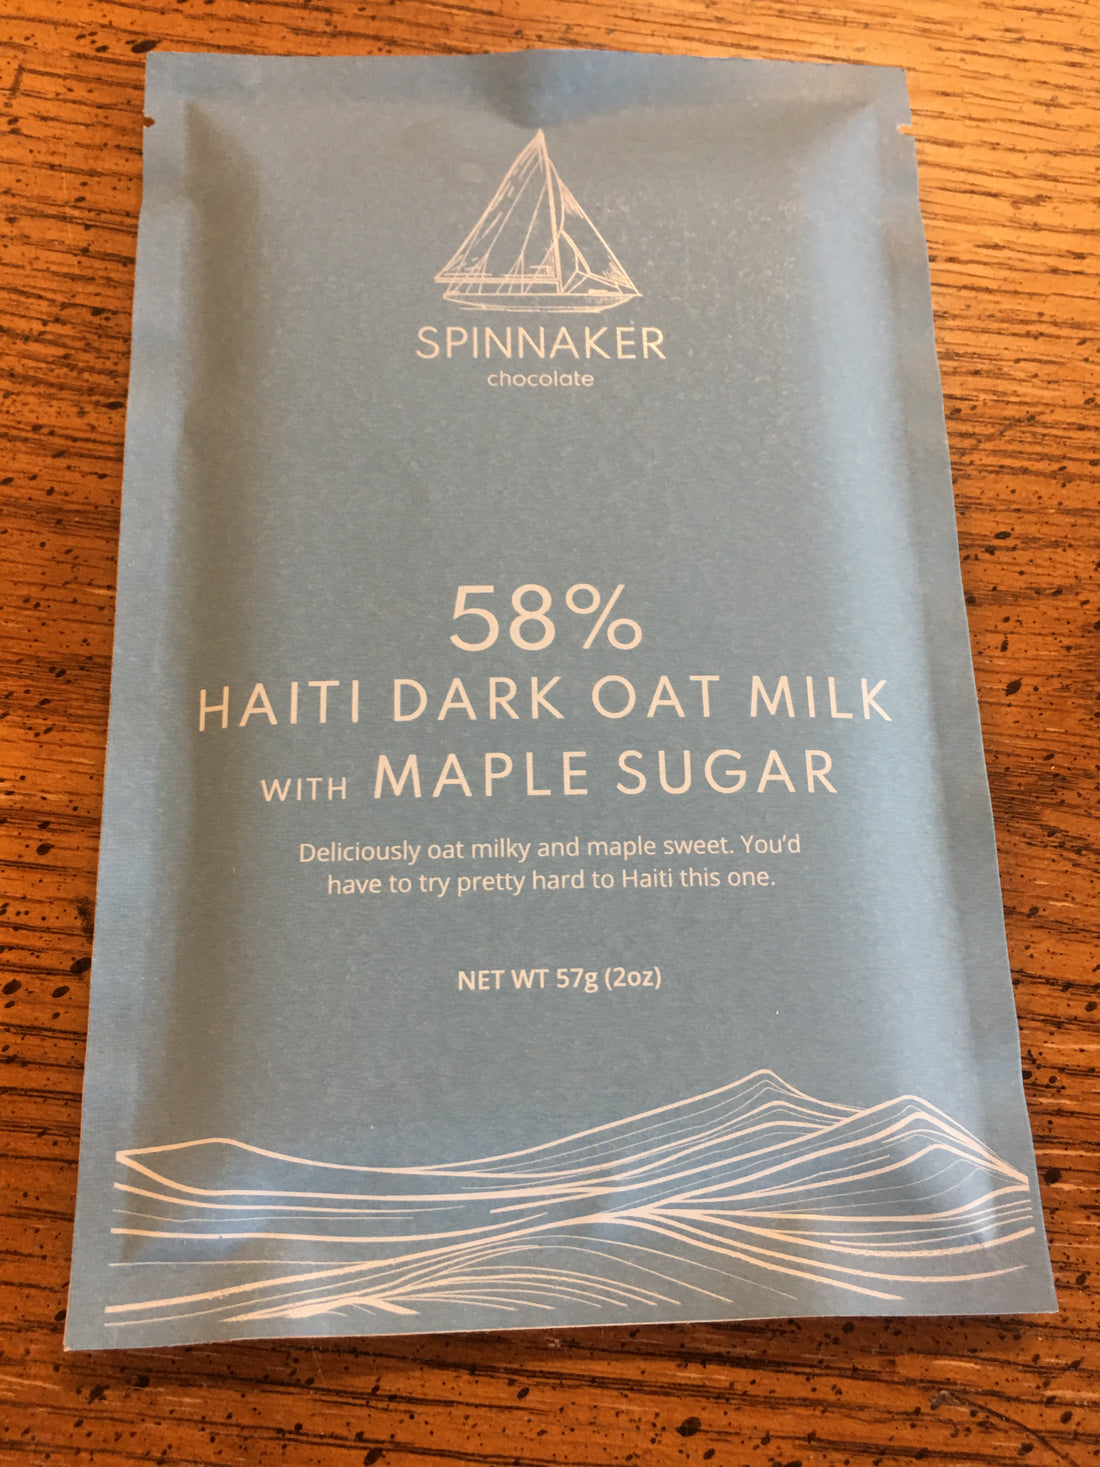 SPINNAKER
chocolate
58%
HAITI DARK OAT MILK
WITH MAPLE SUGAR
Deliciously oat milky and maple sweet. You’d
have to try pretty hard to Haiti this one.
NET WT 57g (2oz)